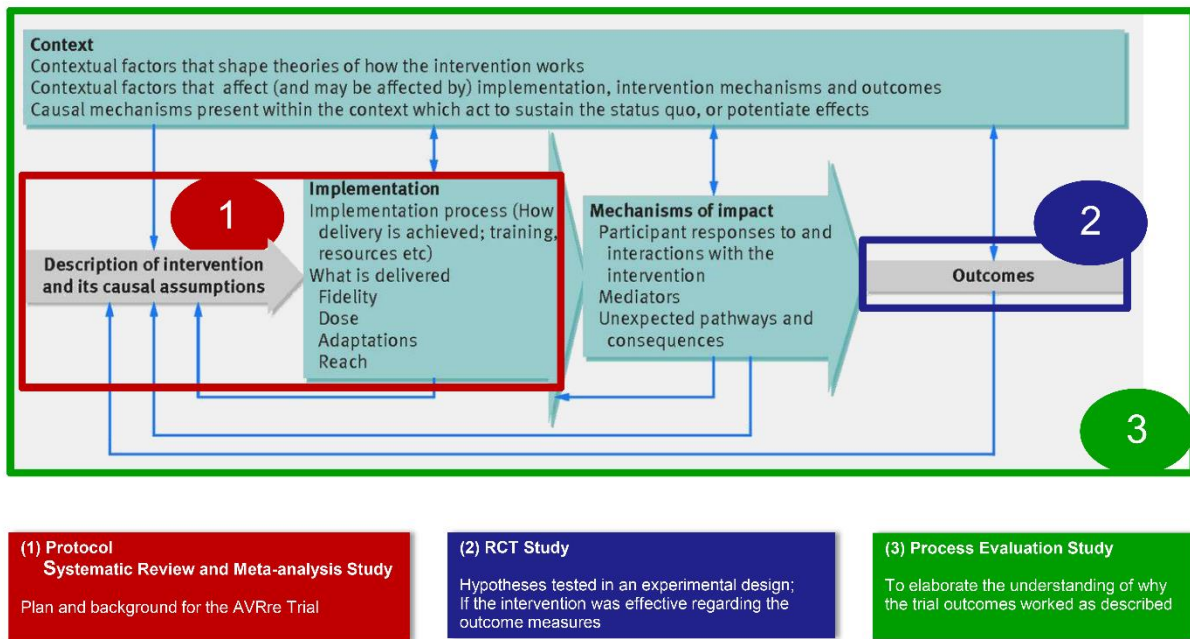 Context
Contextual factors that shape theories of how the intervention works
Contextual factors that affect (and may be affected by) implementation, intervention mechanisms and outcomes
Causal mechanisms present within the context which act to sustain the status quo, or potentiate effects
1
Description of intervention
and its causal assumptions
Implementation
Implementation process (How
delivery is achieved; training,
resources etc)
What is delivered
Fidelity
Dose
Adaptations
Reach
Mechanisms of impact
Participant responses to and
interactions with the
intervention
Mediators
Unexpected pathways and
consequences
2
Outcomes
3
(1) Protocol
Systematic Review and Meta-analysis Study
Plan and background for the AVRre Trial
(2) RCT Study
Hypotheses tested in an experimental design;
If the intervention was effective regarding the
outcome measures
(3) Process Evaluation Study
To elaborate the understanding of why
the trial outcomes worked as described